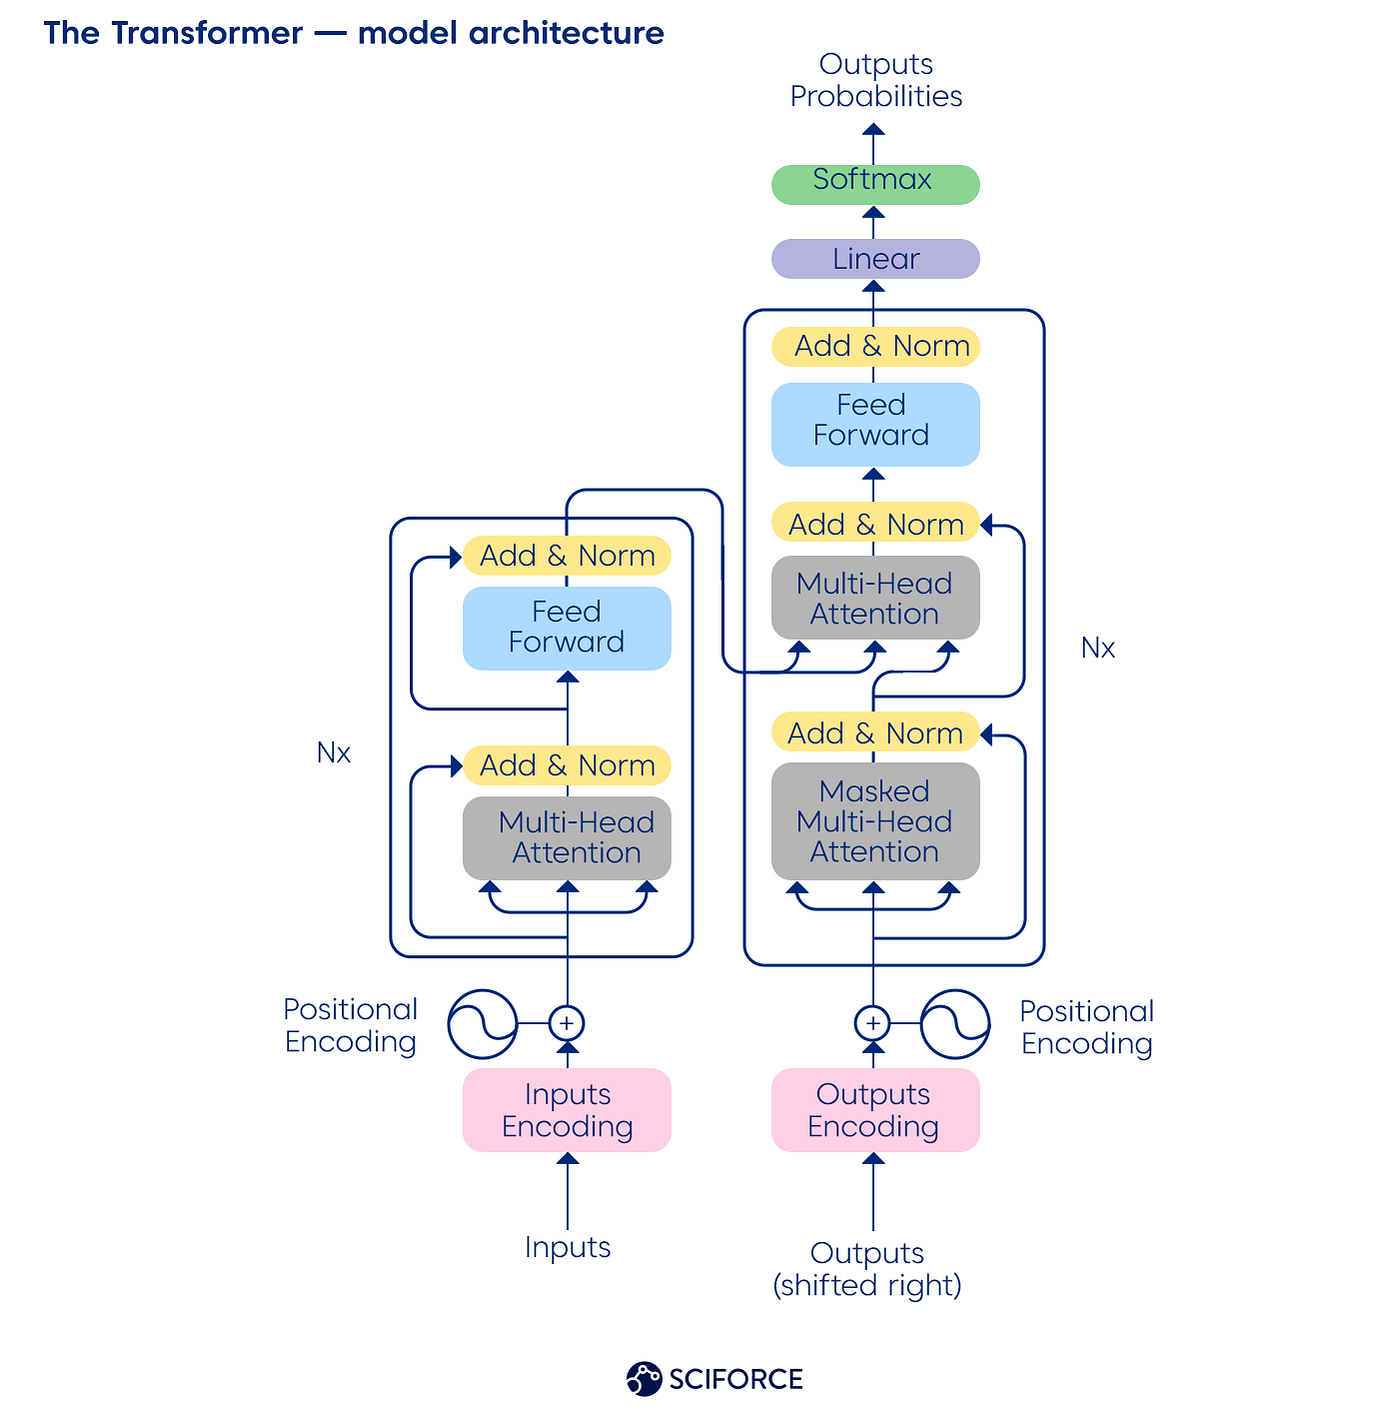 The Transformer — model architecture
Outputs
Probabilities
Softmax
Linear
Add & Norm
Feed
Forward
Add & Norm
Multi-Head
Attention
Nx
Add & Norm
Masked
Multi-Head
Attention
Add & Norm
Feed
Forward
Nx
Add & Norm
Multi-Head
Attention
Positional
Encoding
+
+
Positional
Encoding
Inputs
Encoding
Outputs
Encoding
Inputs
Outputs
(shifted right)
SCIFORCE